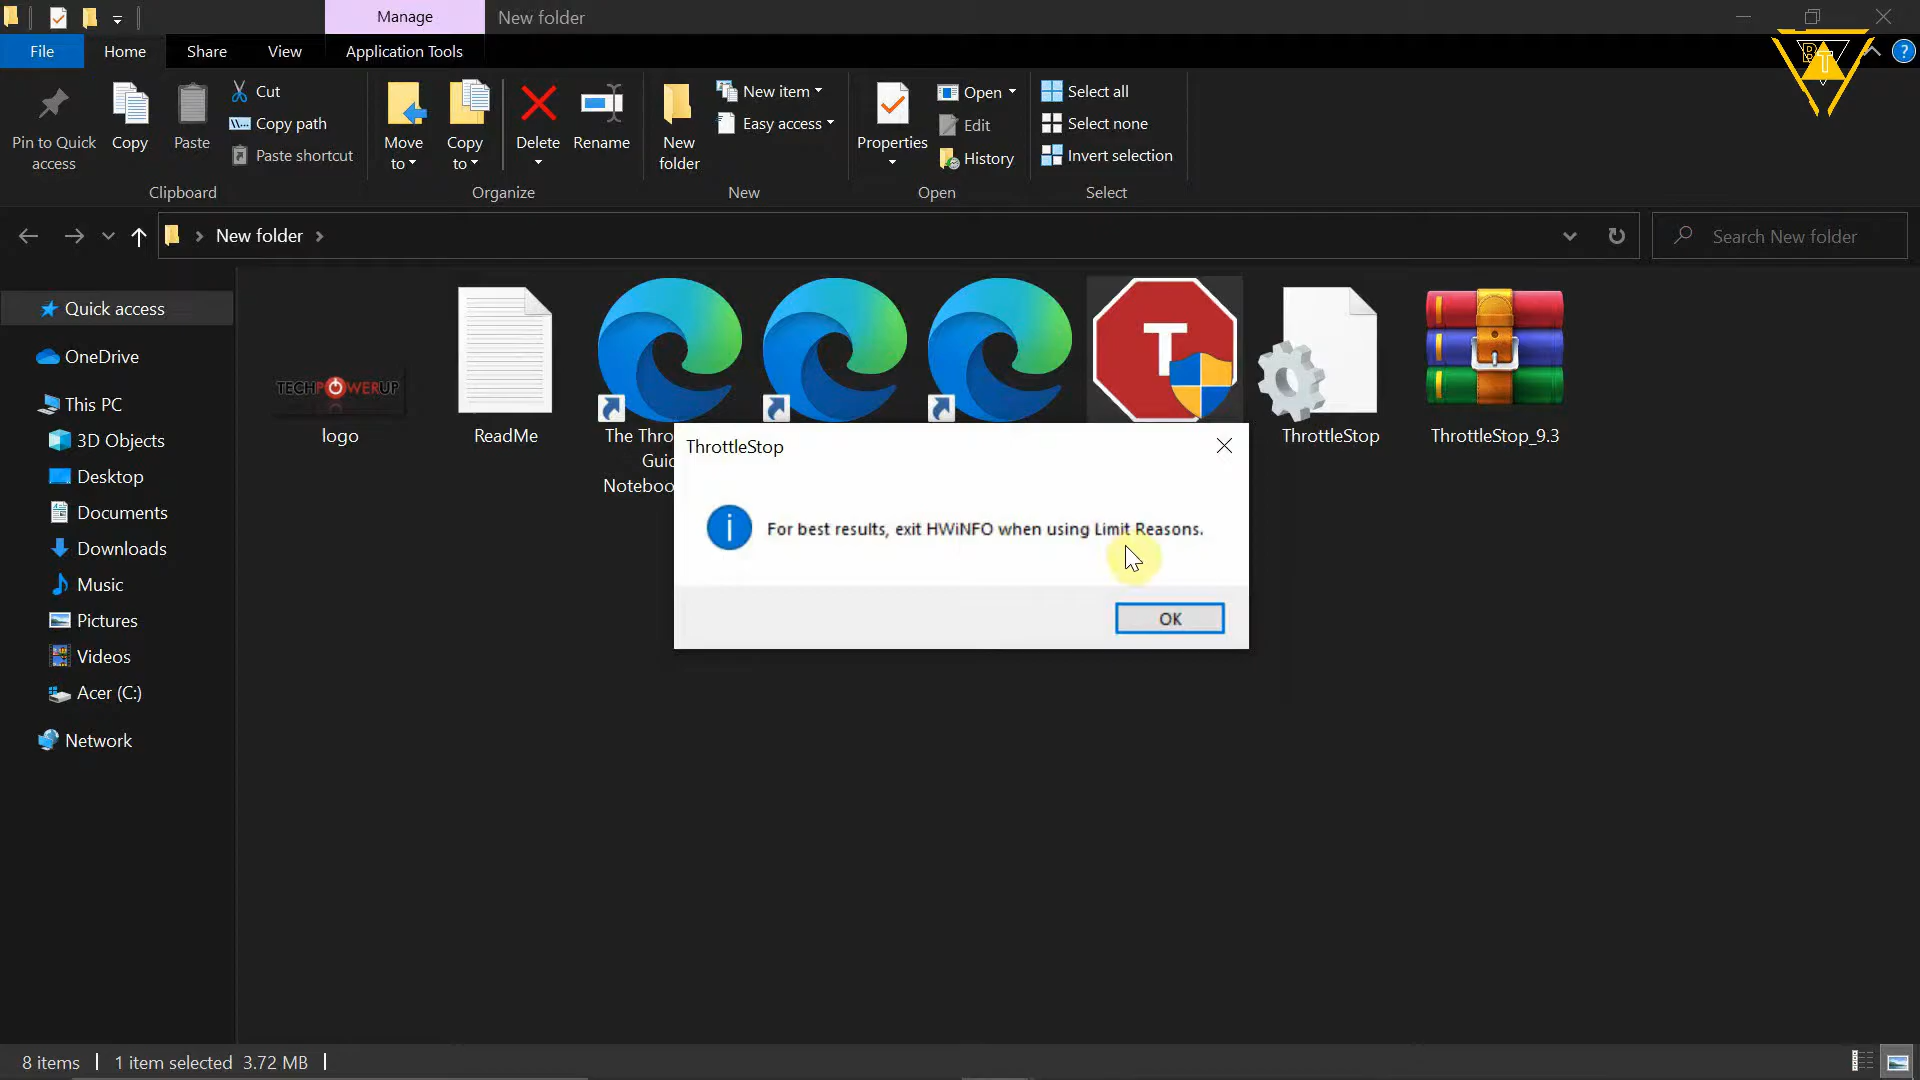 Manage
New folder
File
Home
Share
View
Application Tools
Pin to Quick access
Copy
Paste
Cut
Copy path
Paste shortcut
Clipboard
Move to
Copy to
Delete
Rename
Organize
New folder
New item
Easy access
New
Properties
Open
Edit
History
Open
Select all
Select none
Invert selection
Select
New folder
Search New folder
Quick access
OneDrive
This PC
3D Objects
Desktop
Documents
Downloads
Music
Pictures
Videos
Acer (C:)
Network
TECHPOWERUP
logo
ReadMe
The Thro
Guid
Noteboo
T
ThrottleStop
ThrottleStop_9.3
ThrottleStop
For best results, exit HWiNFO when using Limit Reasons.
OK
8 items
1 item selected 3.72 MB